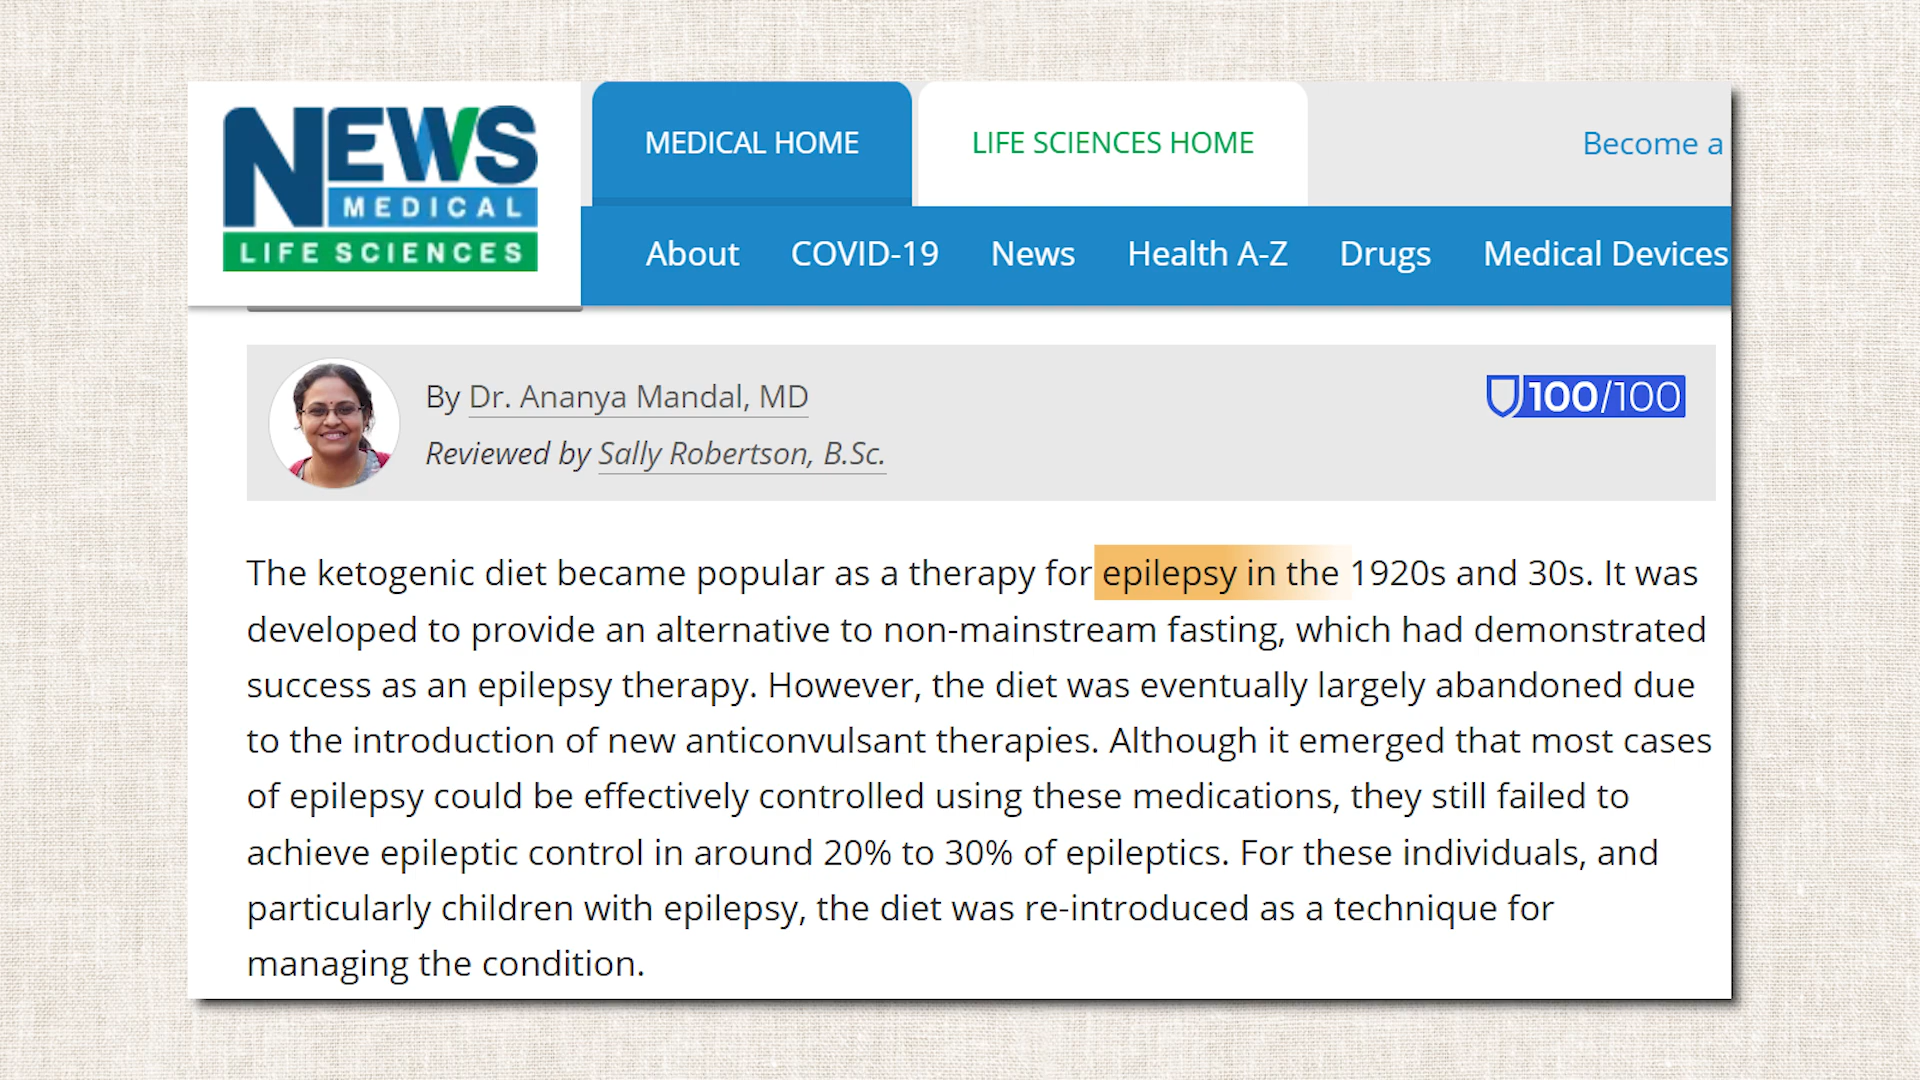 NEWS
MEDICAL
LIFE SCIENCES
MEDICAL HOME
LIFE SCIENCES HOME
Become a
About
COVID-19
News
Health A-Z
Drugs
Medical Devices
By Dr. Ananya Mandal, MD
Reviewed by Sally Robertson, B.Sc.
100/100
The ketogenic diet became popular as a therapy for epilepsy in the 1920s and 30s. It was
developed to provide an alternative to non-mainstream fasting, which had demonstrated
success as an epilepsy therapy. However, the diet was eventually largely abandoned due
to the introduction of new anticonvulsant therapies. Although it emerged that most cases
of epilepsy could be effectively controlled using these medications, they still failed to
achieve epileptic control in around 20% to 30% of epileptics. For these individuals, and
particularly children with epilepsy, the diet was re-introduced as a technique for
managing the condition.